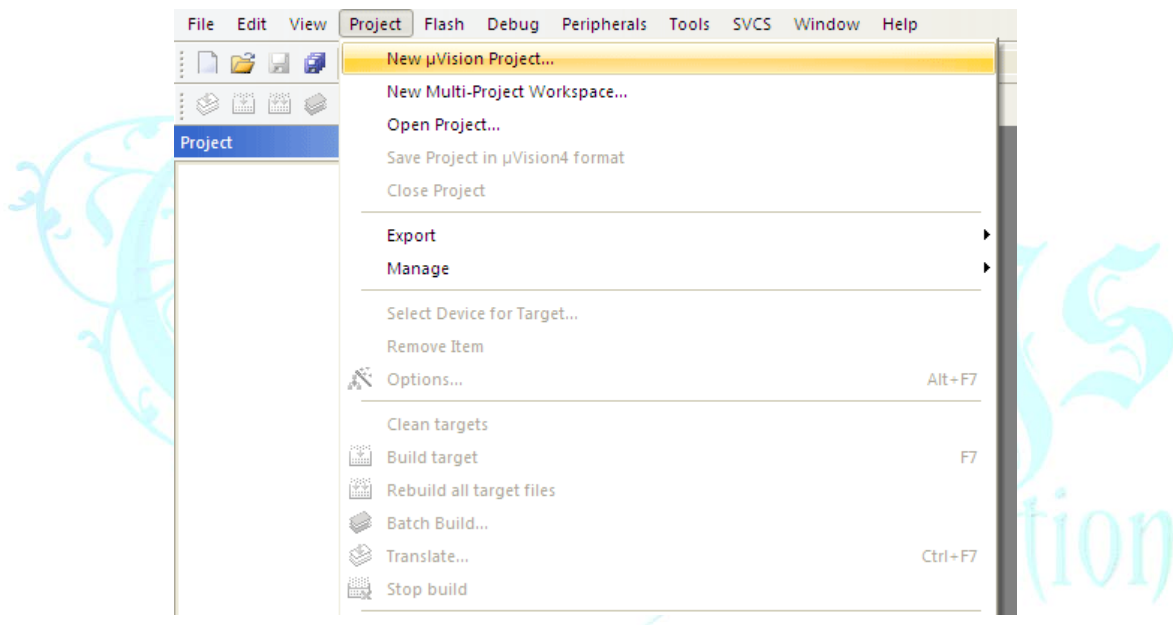 File Edit View Project Flash Debug Peripherals Tools SVCS Window Help
New µVision Project...
New Multi-Project Workspace...
Open Project...
Project
Save Project in µVision4 format
Close Project
Export
Manage
Select Device for Target...
Remove Item
Options... Alt+F7
Clean targets
Build target F7
Rebuild all target files
Batch Build...
Translate... Ctrl+F7
Stop build